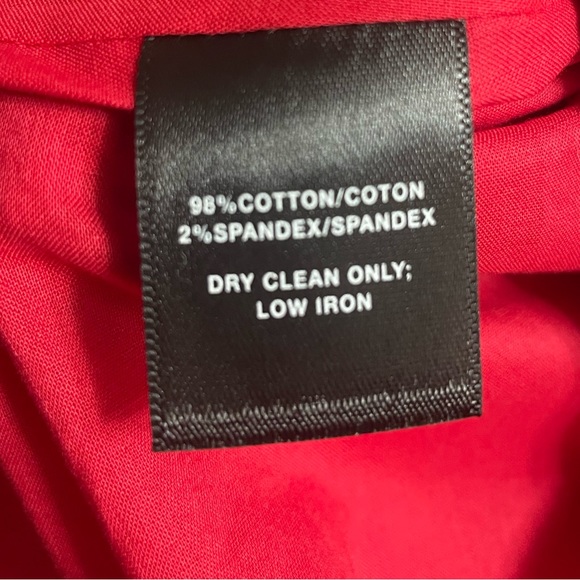 98%COTTON/COTON
2%SPANDEX/SPANDEX
DRY CLEAN ONLY;
LOW IRON